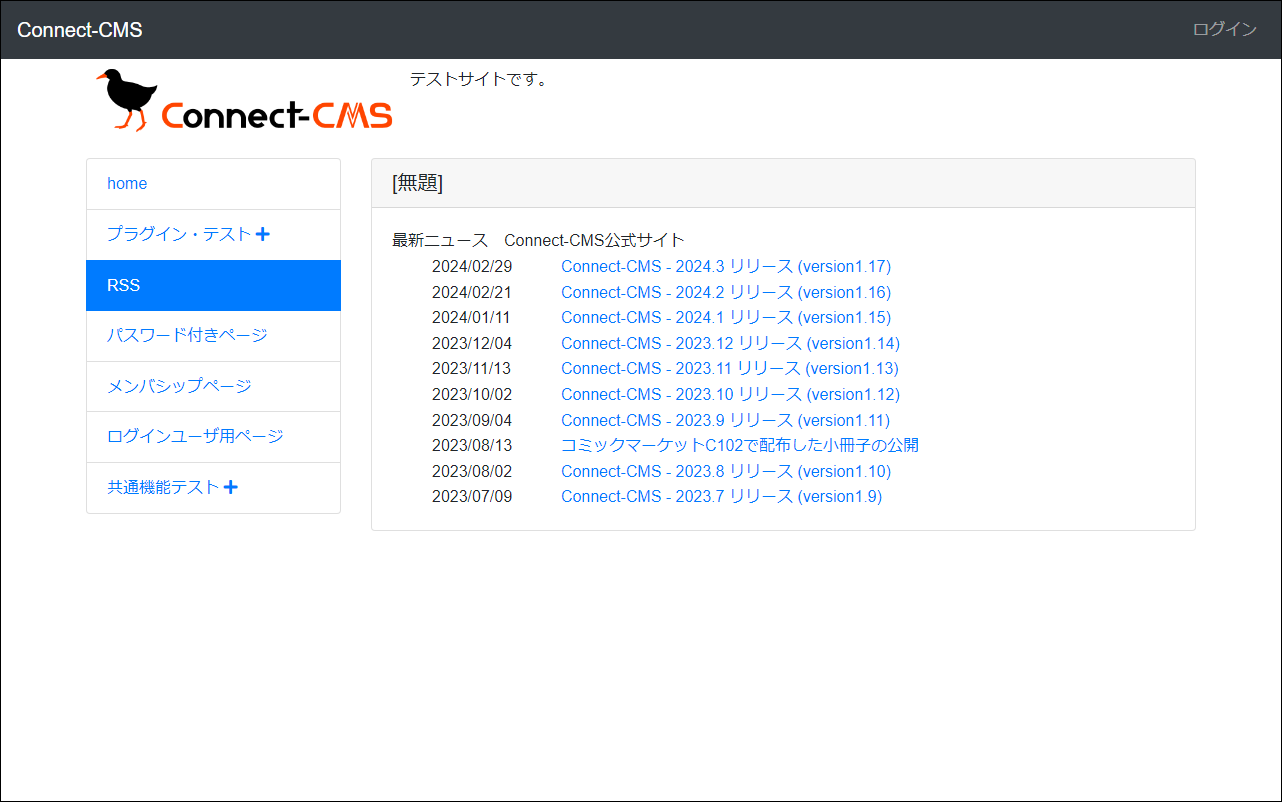 Connect-CMS
ログイン
Connect-CMS
テストサイトです。
home
プラグイン・テスト
RSS
パスワード付きページ
メンバシップページ
ログインユーザ用ページ
共通機能テスト
[無題]
最新ニュース　Connect-CMS公式サイト
2024/02/29 Connect-CMS - 2024.3 リリース (version1.17)
2024/02/21 Connect-CMS - 2024.2 リリース (version1.16)
2024/01/11 Connect-CMS - 2024.1 リリース (version1.15)
2023/12/04 Connect-CMS - 2023.12 リリース (version1.14)
2023/11/13 Connect-CMS - 2023.11 リリース (version1.13)
2023/10/02 Connect-CMS - 2023.10 リリース (version1.12)
2023/09/04 Connect-CMS - 2023.9 リリース (version1.11)
2023/08/13 コミックマーケットC102で配布した小冊子の公開
2023/08/02 Connect-CMS - 2023.8 リリース (version1.10)
2023/07/09 Connect-CMS - 2023.7 リリース (version1.9)